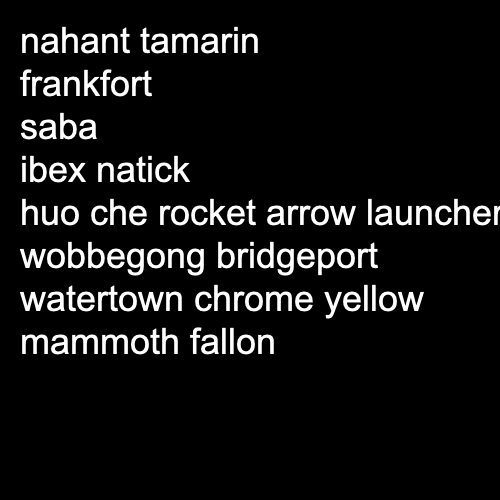 nahant tamarin
frankfort
saba
ibex natick
huo che rocket arrow launcher
wobbegong bridgeport
watertown chrome yellow
mammoth fallon